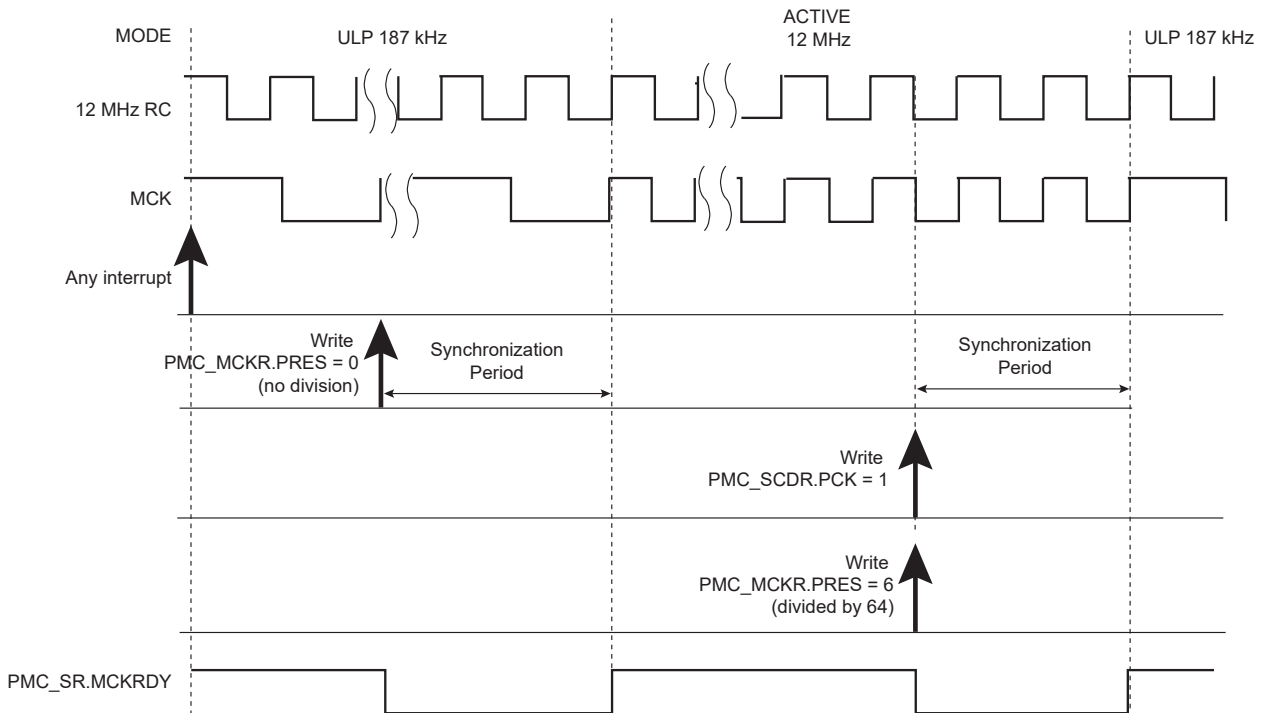 ACTIVE
MODE ULP 187 kHz 12 MHz ULP 187 kHz
12 MHz RC
MCK
Any interrupt
Write
PMC_MCKR.PRES = 0
(no division)
Synchronization
Period
Synchronization
Period
Write
PMC_SCDR.PCK = 1
Write
PMC_MCKR.PRES = 6
(divided by 64)
PMC_SR.MCKRDY